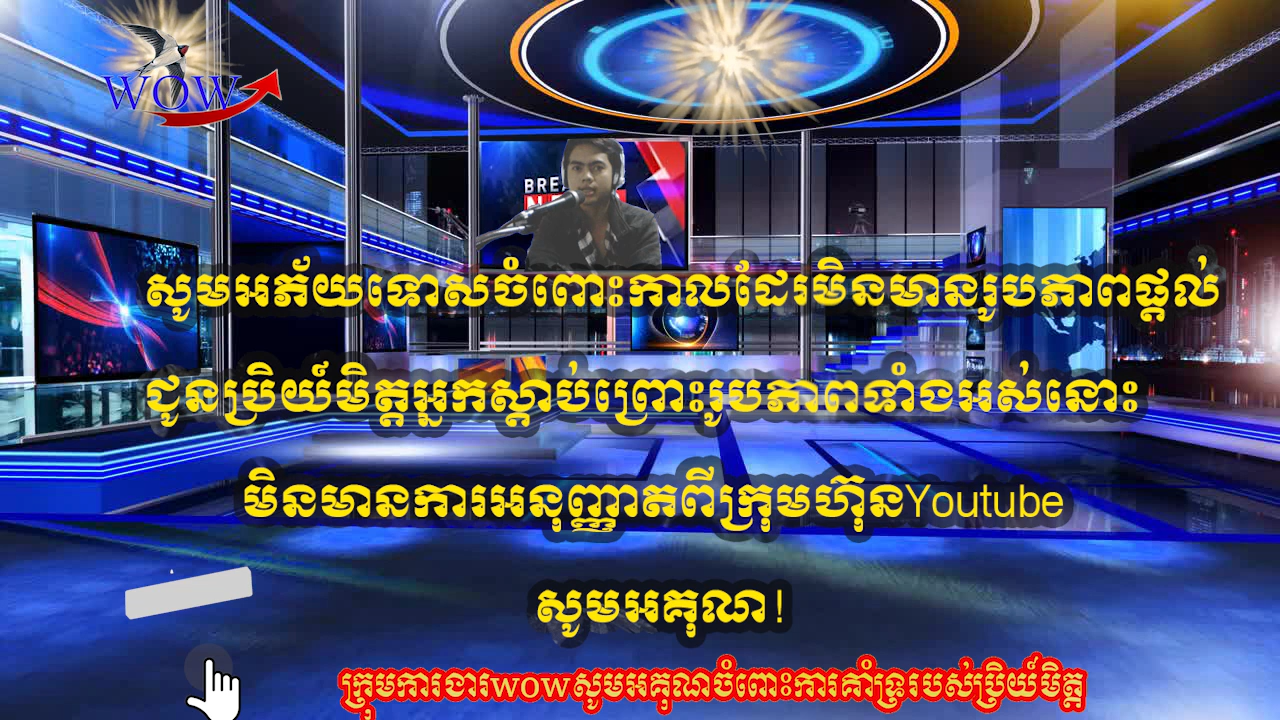 WOW
BREA
សូមអភ័យទោសចំពោះកាលដែរមិនមានរូបភាពផ្តល់
ជូនប្រិយ៍មិត្តអ្នកស្តាប់ព្រោះរូបភាពទាំងអស់នោះ
មិនមានការអនុញ្ញាតពីក្រុមហ៊ុនYoutube
សូមអគុណ!
ក្រុមការងារwowសូមអគុណចំពោះការគាំទ្ររបស់ប្រិយ៍មិត្ត